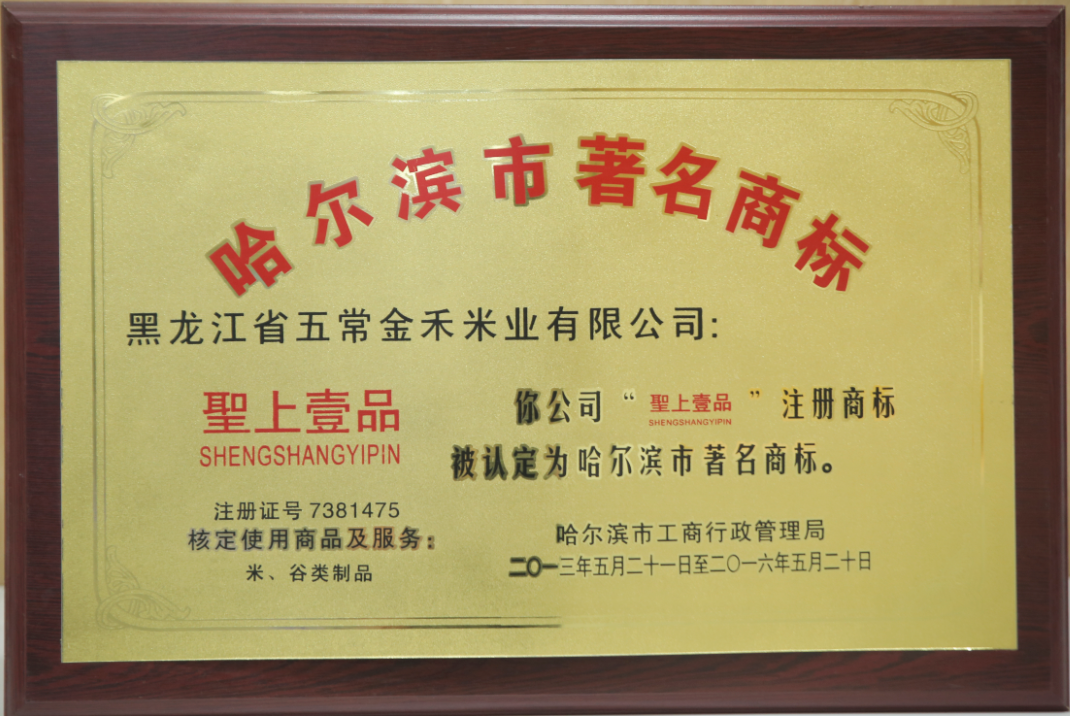 哈尔滨市著名商标
黑龙江省五常金禾米业有限公司:
聖上壹品
SHENGSHANGYIPIN
你公司“聖上壹品”注册商标
SHENGSHANGYIPIN
被认定为哈尔滨市著名商标。
注册证号 7381475
核定使用商品及服务:
米、谷类制品
哈尔滨市工商行政管理局
二〇一三年五月二十一日至二〇一六年五月二十日